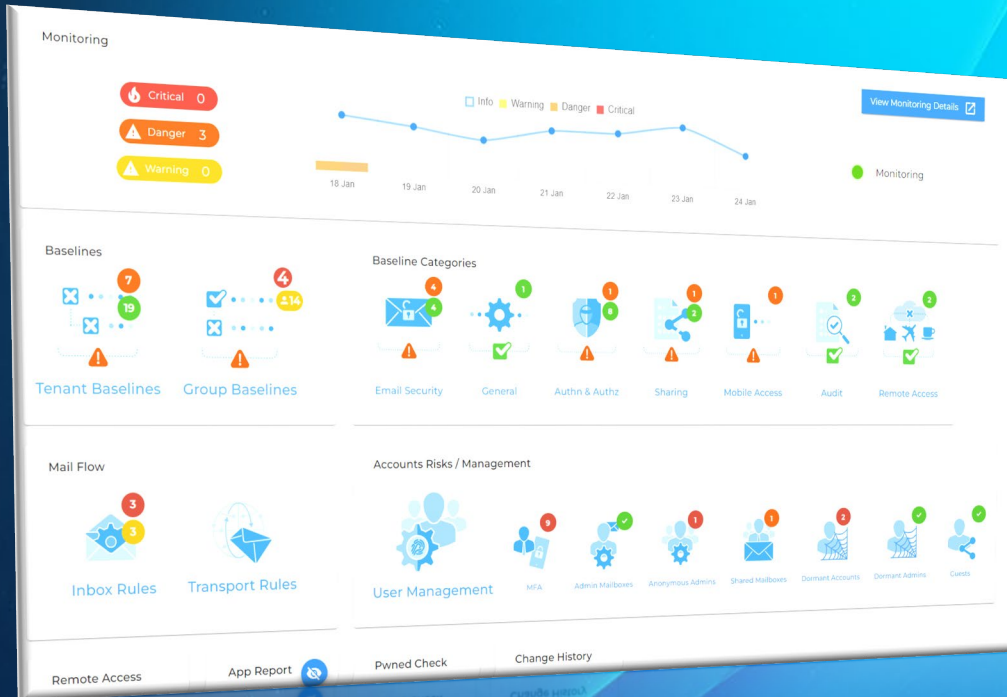 Monitoring
Critical 0
Danger 3
Warning 0
Info Warning Danger Critical
18 Jan 19 Jan 20 Jan 21 Jan 22 Jan 23 Jan 24 Jan
View Monitoring Details
Monitoring
Baselines
7
19
4
14
Tenant Baselines Group Baselines
Baseline Categories
4 1 1 1 1 2 2
4 8 2
Email Security General Authn & Authz Sharing Mobile Access Audit Remote Access
Mail Flow
3
3
Inbox Rules Transport Rules
Accounts Risks / Management
9 1 1 2
User Management MFA Admin Mailboxes Anonymous Admins Shared Mailboxes Dormant Accounts Dormant Admins Guests
Remote Access App Report Pwned Check Change History